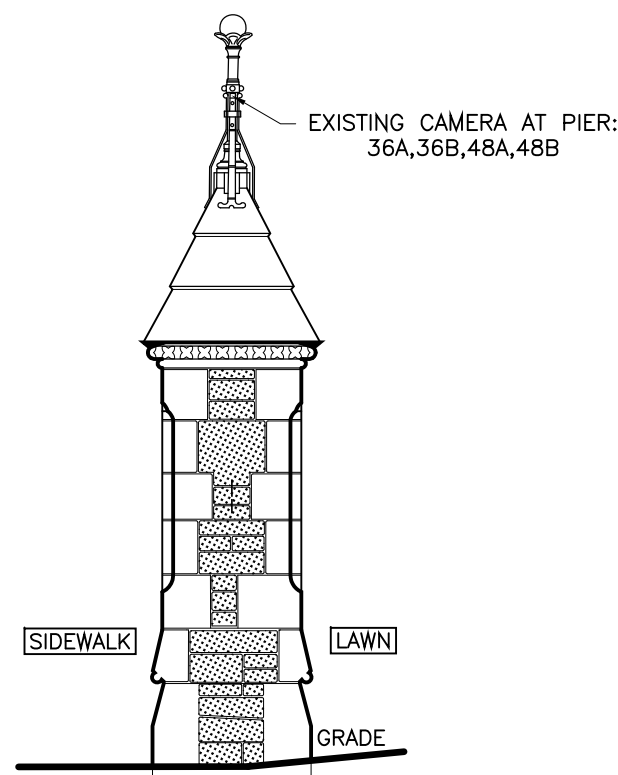 EXISTING CAMERA AT PIER:
36A,36B,48A,48B
SIDEWALK
LAWN
GRADE